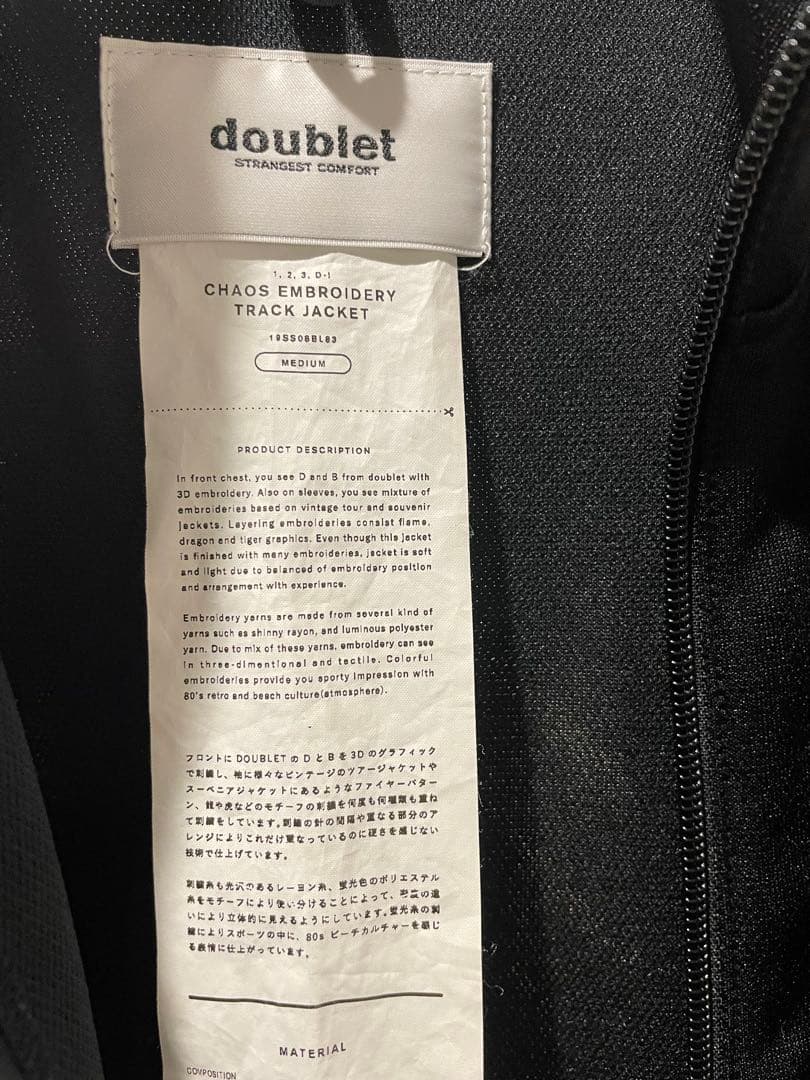 doublet
STRANGEST COMFORT
1, 2, 3, D-!
CHAOS EMBROIDERY
TRACK JACKET
19SS08BL83
MEDIUM
PRODUCT DESCRIPTION
In front chest, you see D and B from doublet with
3D embroidery. Also on sleeves, you see mixture of
embroideries based on vintage tour and souvenir
jackets. Layering embroideries consist flame,
dragon and tiger graphics. Even though this jacket
is finished with many embroideries, jacket is soft
and light due to balanced of embroidary position
and arrangement with experience.
Embroidery yarns are made from several kind of
yarns such as shinny rayon, and luminous polyester
yarn. Due to mix of these yarns, embroidery can see
in three-dimentional and tactile. Colorful
embroideries provide you sporty impression with
80's retro and beach culture(atmosphere).
フロントに DOUBLET の D と B を 3D のグラフィック
で刺繍し、袖に様々なビンテージのツアージャケットや
スーベニアジャケットにあるようなファイヤーパター
ン、龍や虎などのモチーフの刺繍を何度も何種類も重ね
て刺繍をしています。刺繍の針の間隔や重なる部分のア
レンジによりこれだけ重なっているのに硬さを感じない
技術で仕上げています。
刺繍糸も光沢のあるレーヨン糸、蛍光色のポリエステル
糸をモチーフにより使い分けることによって、密度の違
いにより立体的に見えるようにしています。蛍光糸の刺
繍によりスポーツの中に、80s ビーチカルチャーを感じ
る表情に仕上がっています。
MATERIAL
COMPOSITION